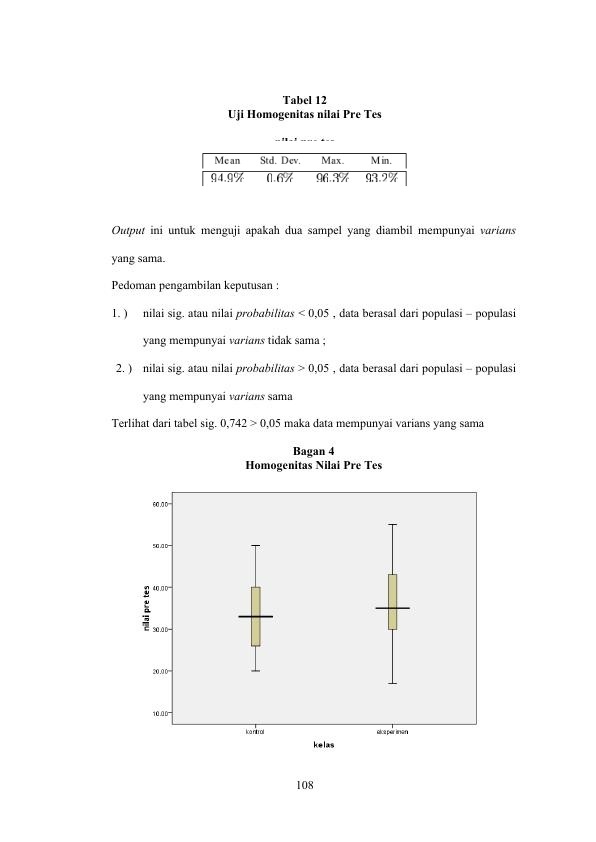 Tabel 12
Uji Homogenitas nilai Pre Tes
Mean Std. Dev. Max. Min.
94.9% 0.6% 96.3% 93.2%
Output ini untuk menguji apakah dua sampel yang diambil mempunyai varians
yang sama.
Pedoman pengambilan keputusan :
1. ) nilai sig. atau nilai probabilitas < 0,05 , data berasal dari populasi – populasi
yang mempunyai varians tidak sama ;
2. ) nilai sig. atau nilai probabilitas > 0,05 , data berasal dari populasi – populasi
yang mempunyai varians sama
Terlihat dari tabel sig. 0,742 > 0,05 maka data mempunyai varians yang sama
Bagan 4
Homogenitas Nilai Pre Tes
60,00
50,00
40,00
30,00
20,00
10,00
nilai pre tes
kontrol eksperimen
kelas
108